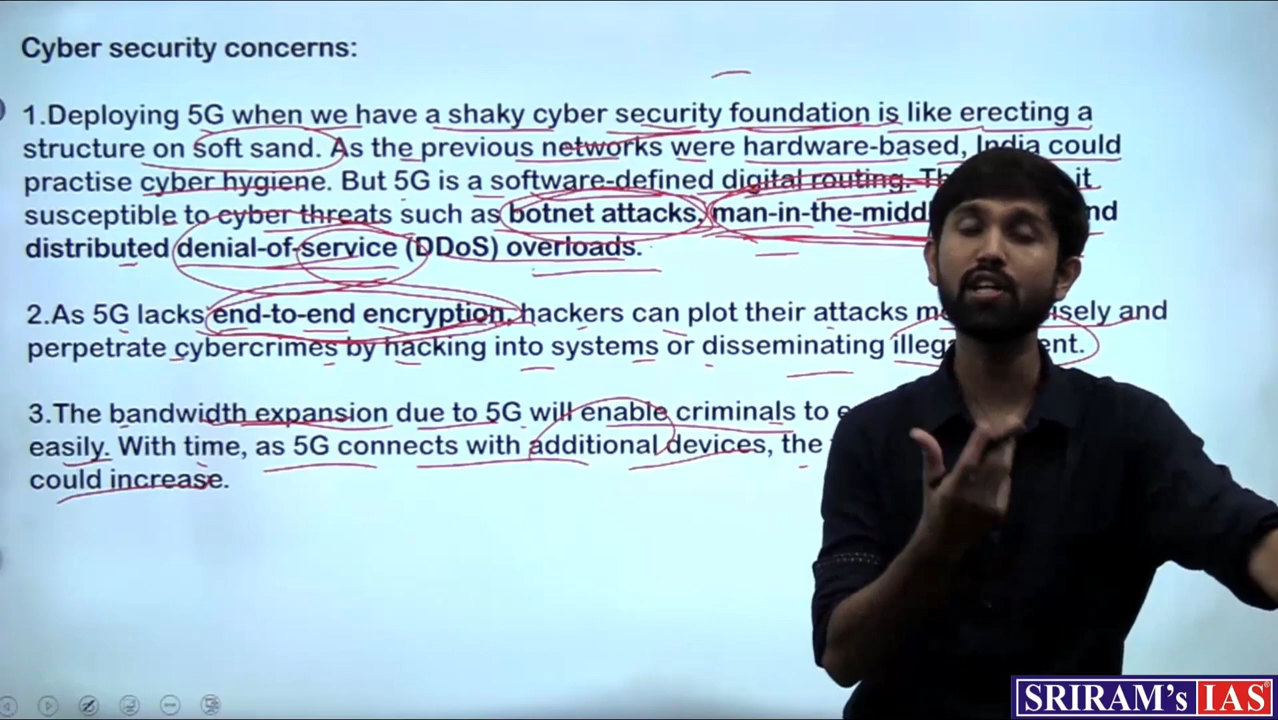 Cyber security concerns:
1.Deploying 5G when we have a shaky cyber security foundation is like erecting a
structure on soft sand. As the previous networks were hardware-based, India could
practise cyber hygiene. But 5G is a software-defined digital routing. it
susceptible to cyber threats such as botnet attacks, man-in-the-midd nd
distributed denial-of-service (DDoS) overloads.
2.As 5G lacks end-to-end encryption, hackers can plot their attacks isely and
perpetrate cybercrimes by hacking into systems or disseminating illega ent.
3.The bandwidth expansion due to 5G will enable criminals to
easily. With time, as 5G connects with additional devices, the
could increase.
SRIRAM's IAS